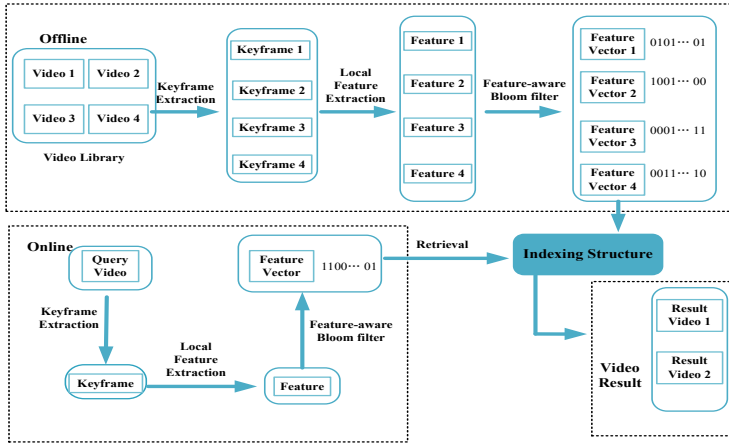 Offline
Video 1
Video 2
Video 3
Video 4
Video Library
Keyframe
Extraction
Keyframe 1
Keyframe 2
Keyframe 3
Keyframe 4
Local
Feature
Extraction
Feature 1
Feature 2
Feature 3
Feature 4
Feature-aware
Bloom filter
Feature
Vector 1
0101··· 01
Feature
Vector 2
1001··· 00
Feature
Vector 3
0001··· 11
Feature
Vector 4
0011··· 10
Online
Query
Video
Keyframe
Extraction
Keyframe
Local
Feature
Extraction
Feature
Feature-aware
Bloom filter
Feature
Vector
1100··· 01
Retrieval
Indexing Structure
Video
Result
Result
Video 1
Result
Video 2